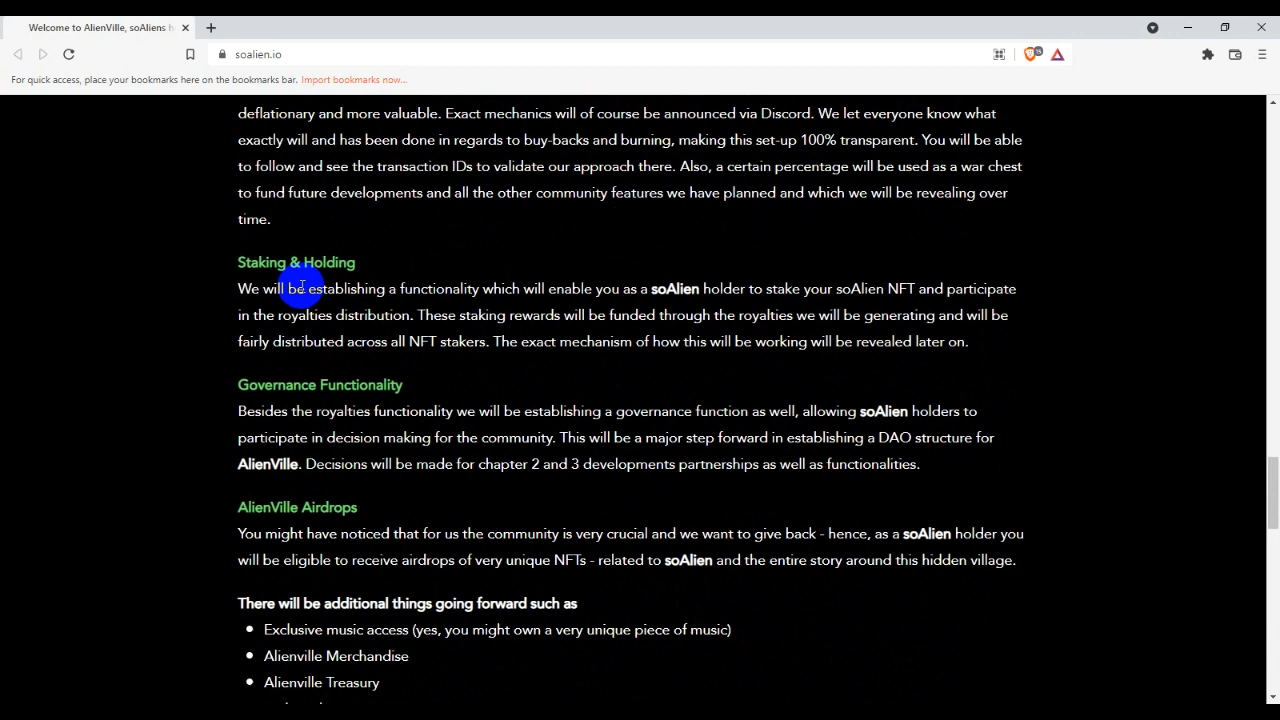 Welcome to AlienVille, soAliens h
soalien.io
15
For quick access, place your bookmarks here on the bookmarks bar. Import bookmarks now...
deflationary and more valuable. Exact mechanics will of course be announced via Discord. We let everyone know what
exactly will and has been done in regards to buy-backs and burning, making this set-up 100% transparent. You will be able
to follow and see the transaction IDs to validate our approach there. Also, a certain percentage will be used as a war chest
to fund future developments and all the other community features we have planned and which we will be revealing over
time.
Staking & Holding
We will be establishing a functionality which will enable you as a soAlien holder to stake your soAlien NFT and participate
in the royalties distribution. These staking rewards will be funded through the royalties we will be generating and will be
fairly distributed across all NFT stakers. The exact mechanism of how this will be working will be revealed later on.
Governance Functionality
Besides the royalties functionality we will be establishing a governance function as well, allowing soAlien holders to
participate in decision making for the community. This will be a major step forward in establishing a DAO structure for
AlienVille. Decisions will be made for chapter 2 and 3 developments partnerships as well as functionalities.
AlienVille Airdrops
You might have noticed that for us the community is very crucial and we want to give back - hence, as a soAlien holder you
will be eligible to receive airdrops of very unique NFTs - related to soAlien and the entire story around this hidden village.
There will be additional things going forward such as
Exclusive music access (yes, you might own a very unique piece of music)
Alienville Merchandise
Alienville Treasury